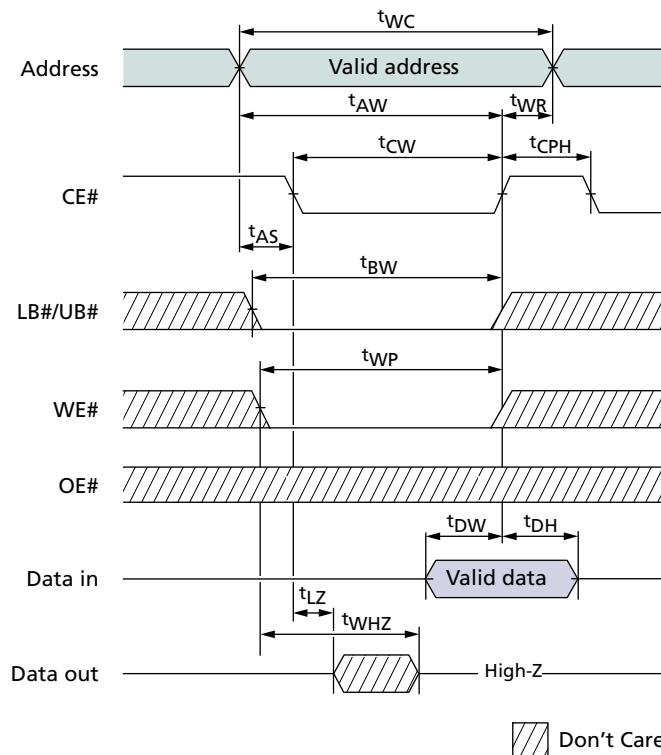 tWC
Address
Valid address
tAW
tWR
tCW
tCPH
CE#
tAS
tBW
LB#/UB#
tWP
WE#
OE#
tDW
tDH
Data in
Valid data
tLZ
tWHZ
Data out
High-Z
Don't Care